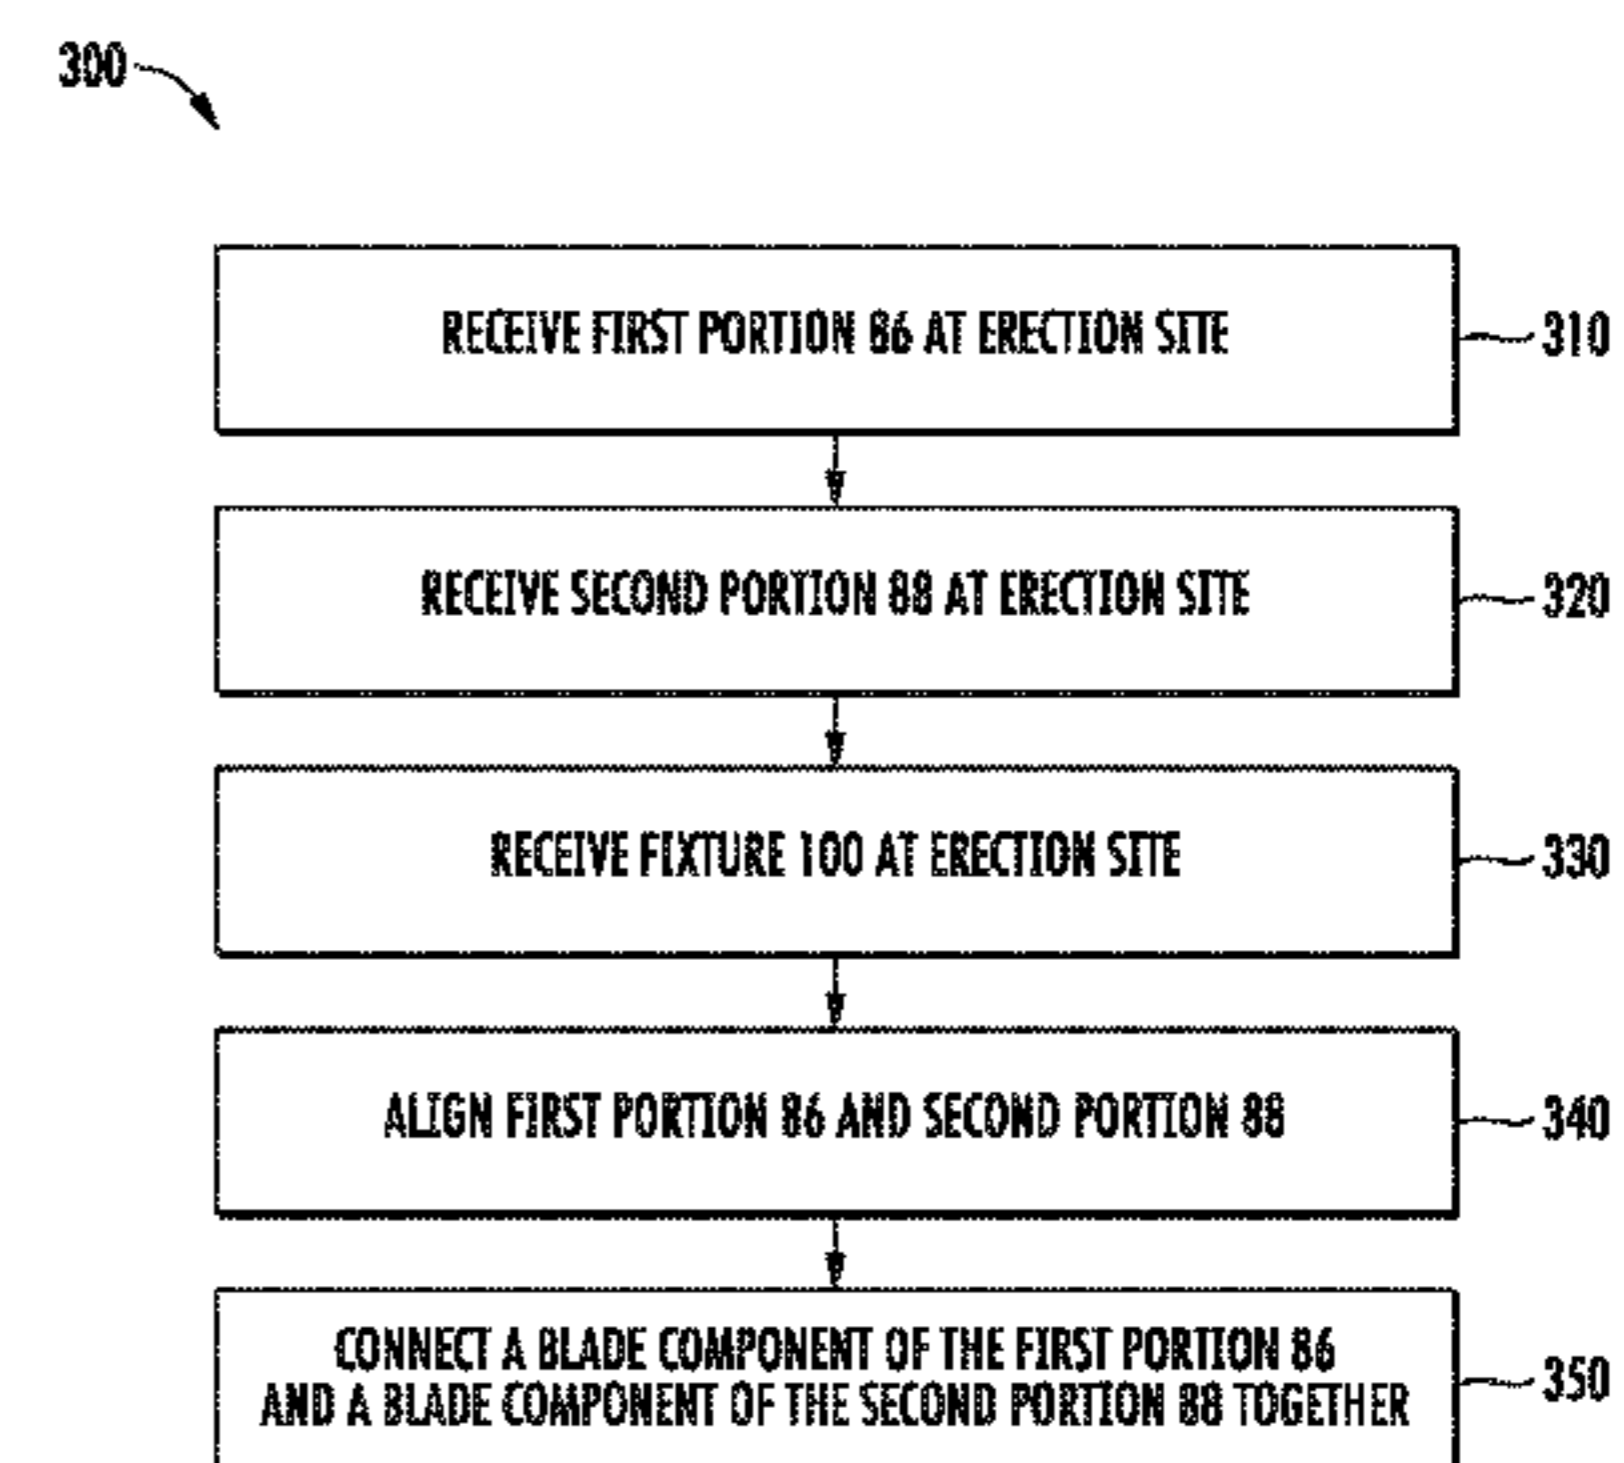 300
RECEIVE FIRST PORTION 86 AT ERECTION SITE
310
RECEIVE SECOND PORTION 88 AT ERECTION SITE
320
RECEIVE FIXTURE 100 AT ERECTION SITE
330
ALIGN FIRST PORTION 86 AND SECOND PORTION 88
340
CONNECT A BLADE COMPONENT OF THE FIRST PORTION 86
AND A BLADE COMPONENT OF THE SECOND PORTION 88 TOGETHER
350